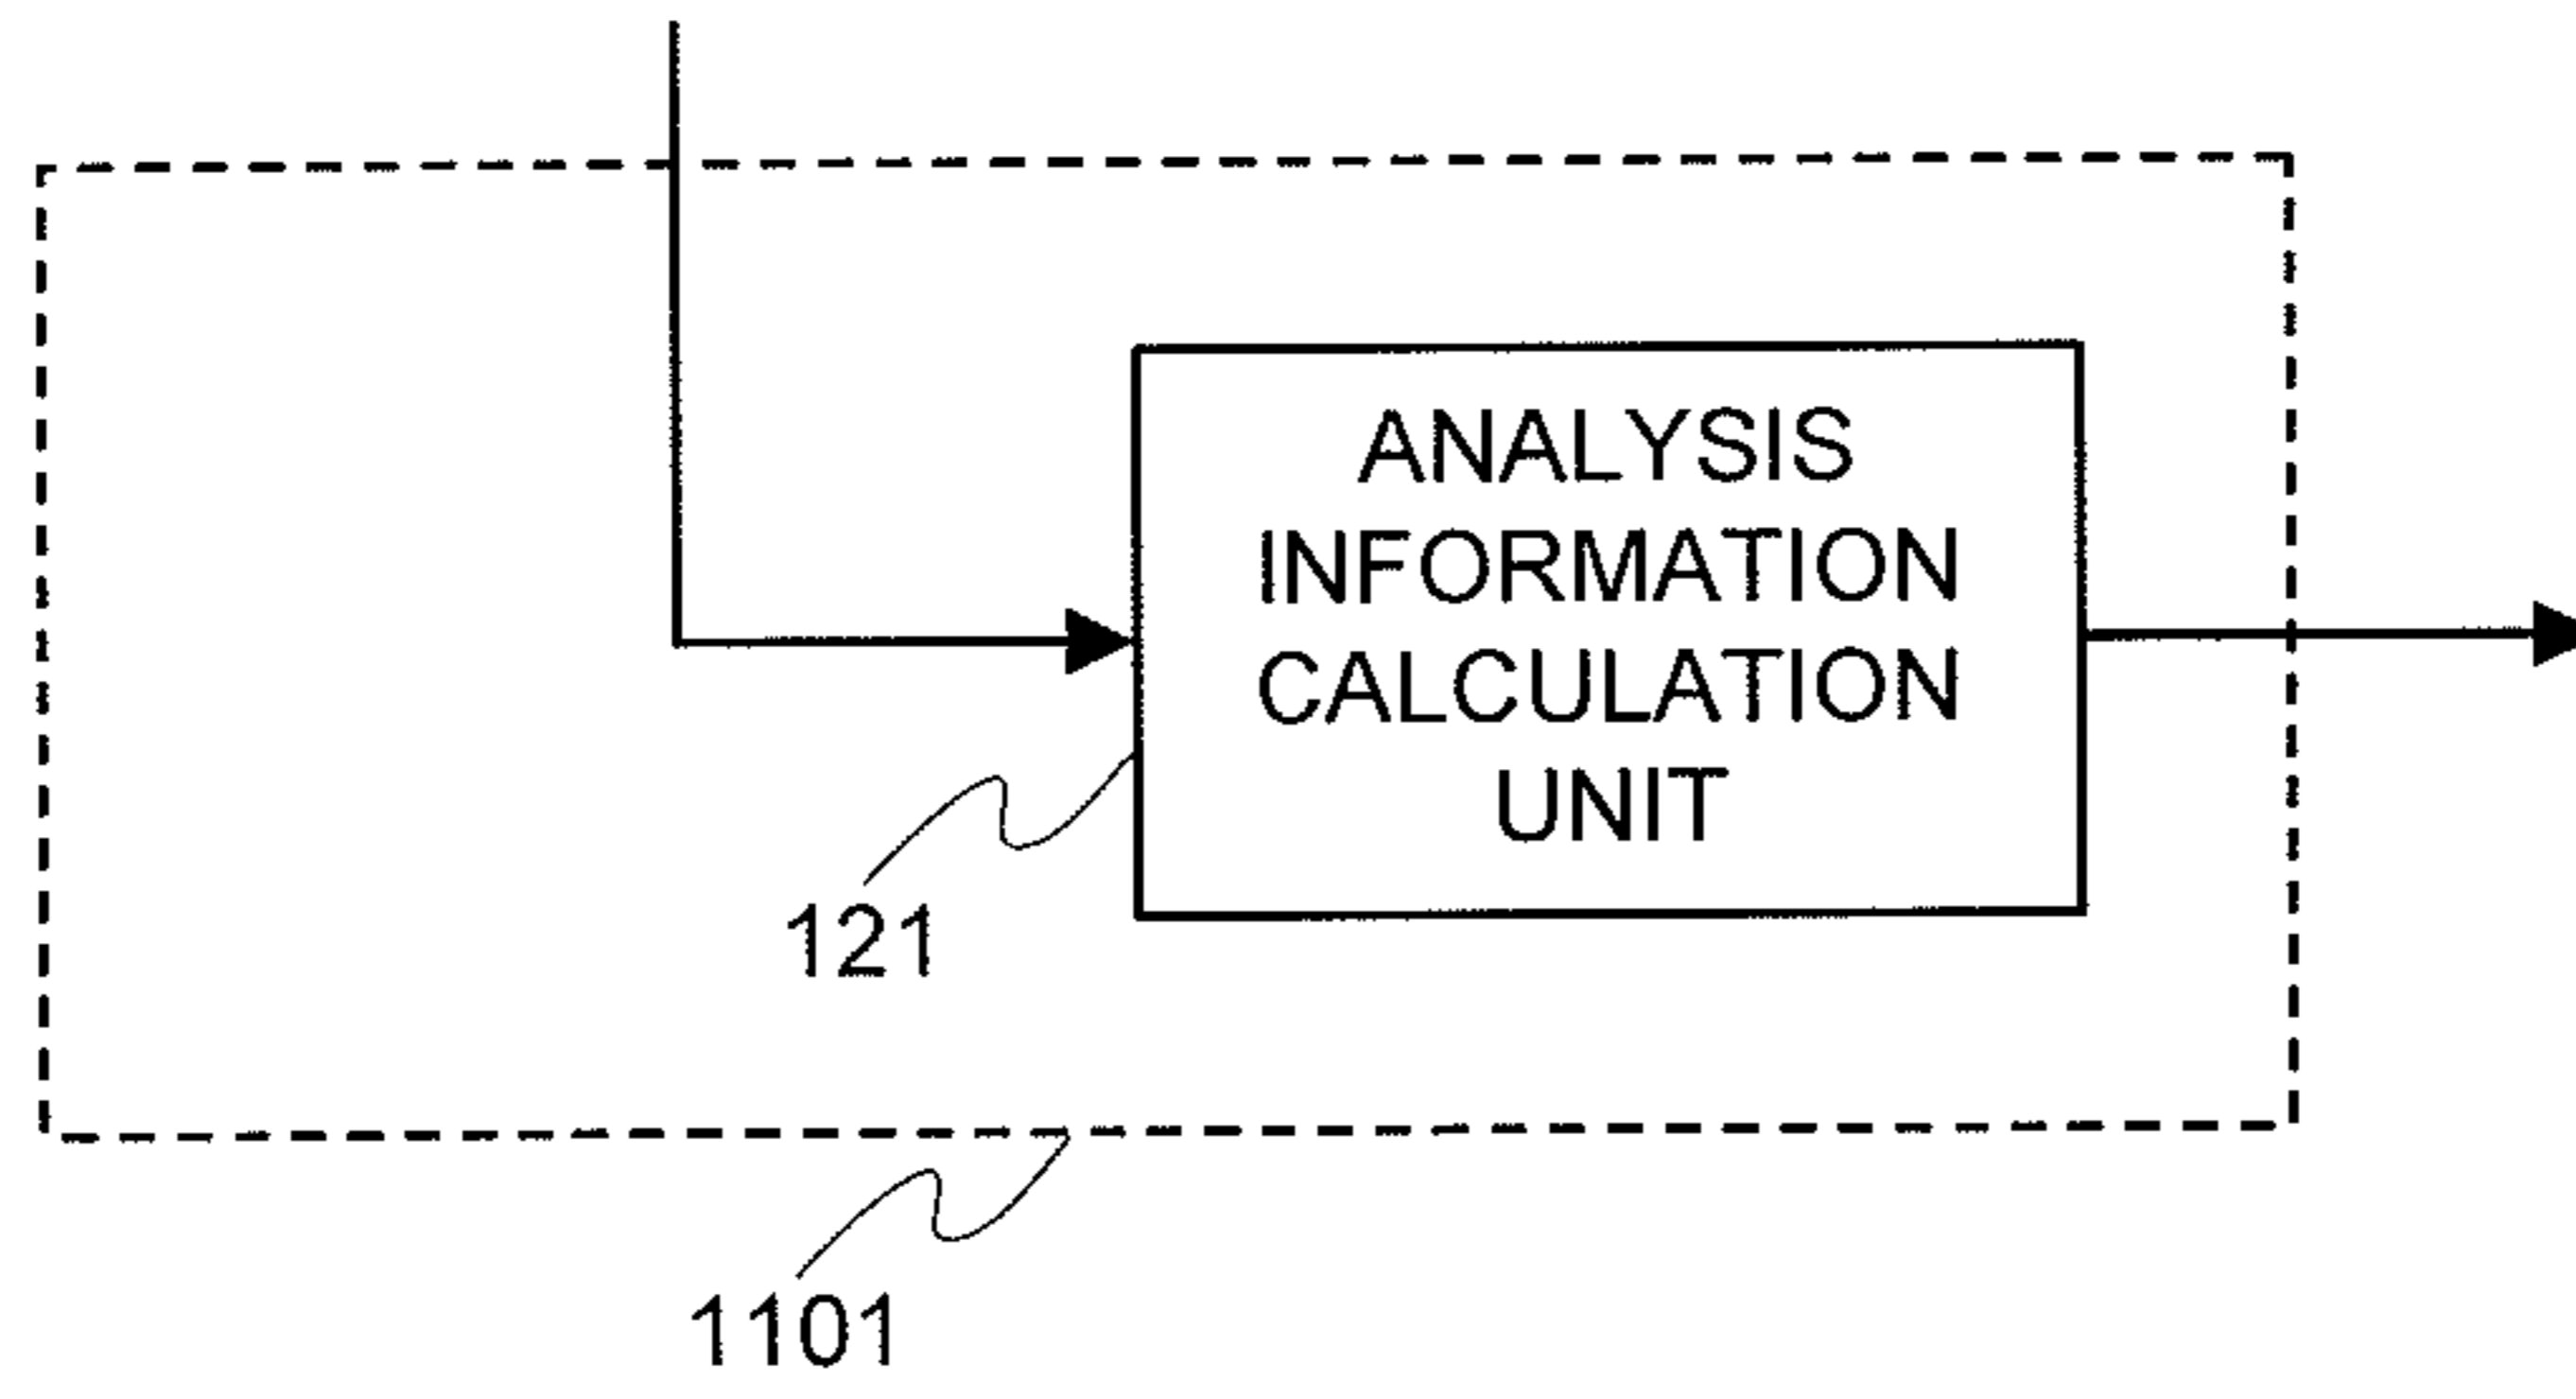 ANALYSIS
INFORMATION
CALCULATION
UNIT
121
1101